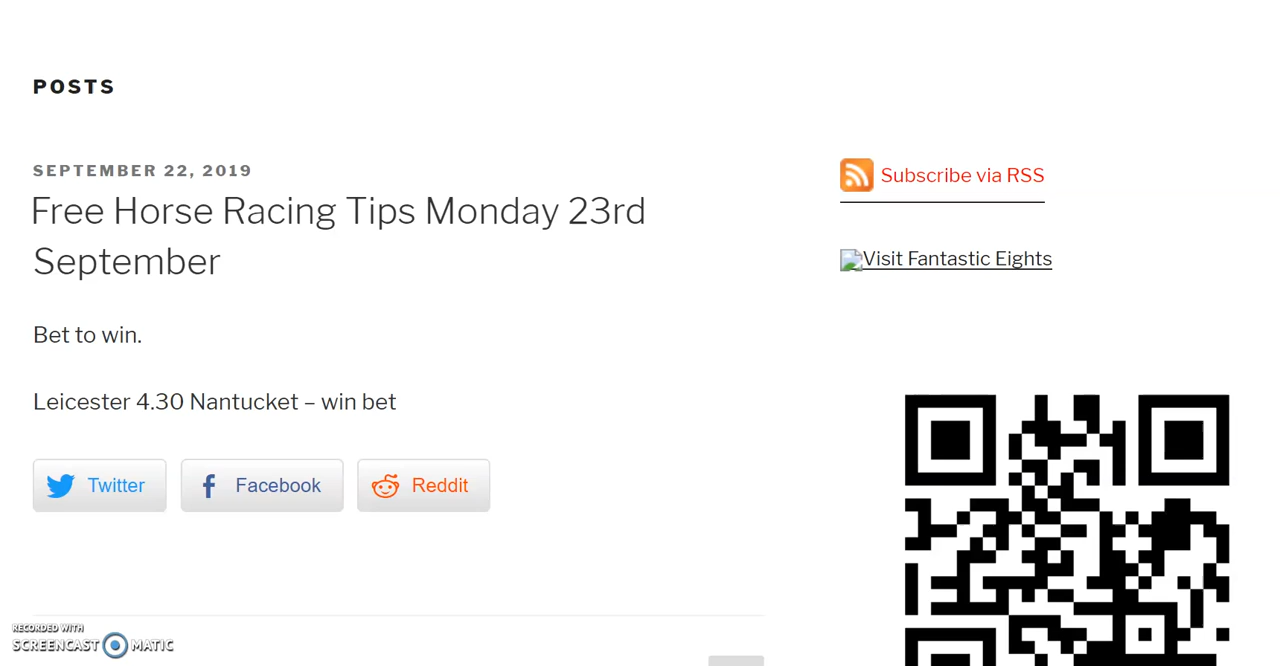 POSTS
SEPTEMBER 22, 2019
Free Horse Racing Tips Monday 23rd
September
Bet to win.
Leicester 4.30 Nantucket – win bet
Twitter
Facebook
Reddit
Subscribe via RSS
Visit Fantastic Eights
RECORDED WITH
SCREENCAST MATIC